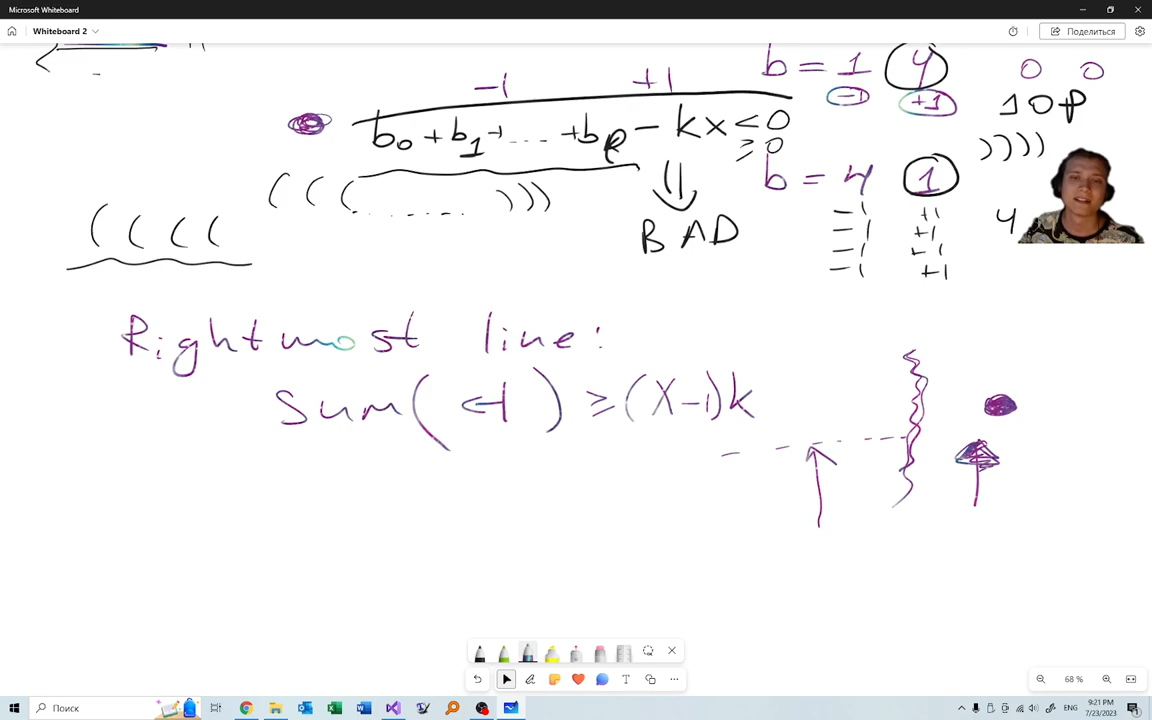 Microsoft Whiteboard
Whiteboard 2
Поделиться
-1 +1
b = 1 4
-1 +1
0 0
10p
b₀ + b₁ + ... + bₖ - kx < 0
≥ 0
b = 4 1
-1 +1
-1 +1
-1 +1
-1 +1
))))
4
( ( ( ....... )))
( ( ( (
BAD
Rightmost line:
Sum( ←1 ) ≥ (X-1)k
68 %
Поиск
ENG
9:21 PM
7/23/2023